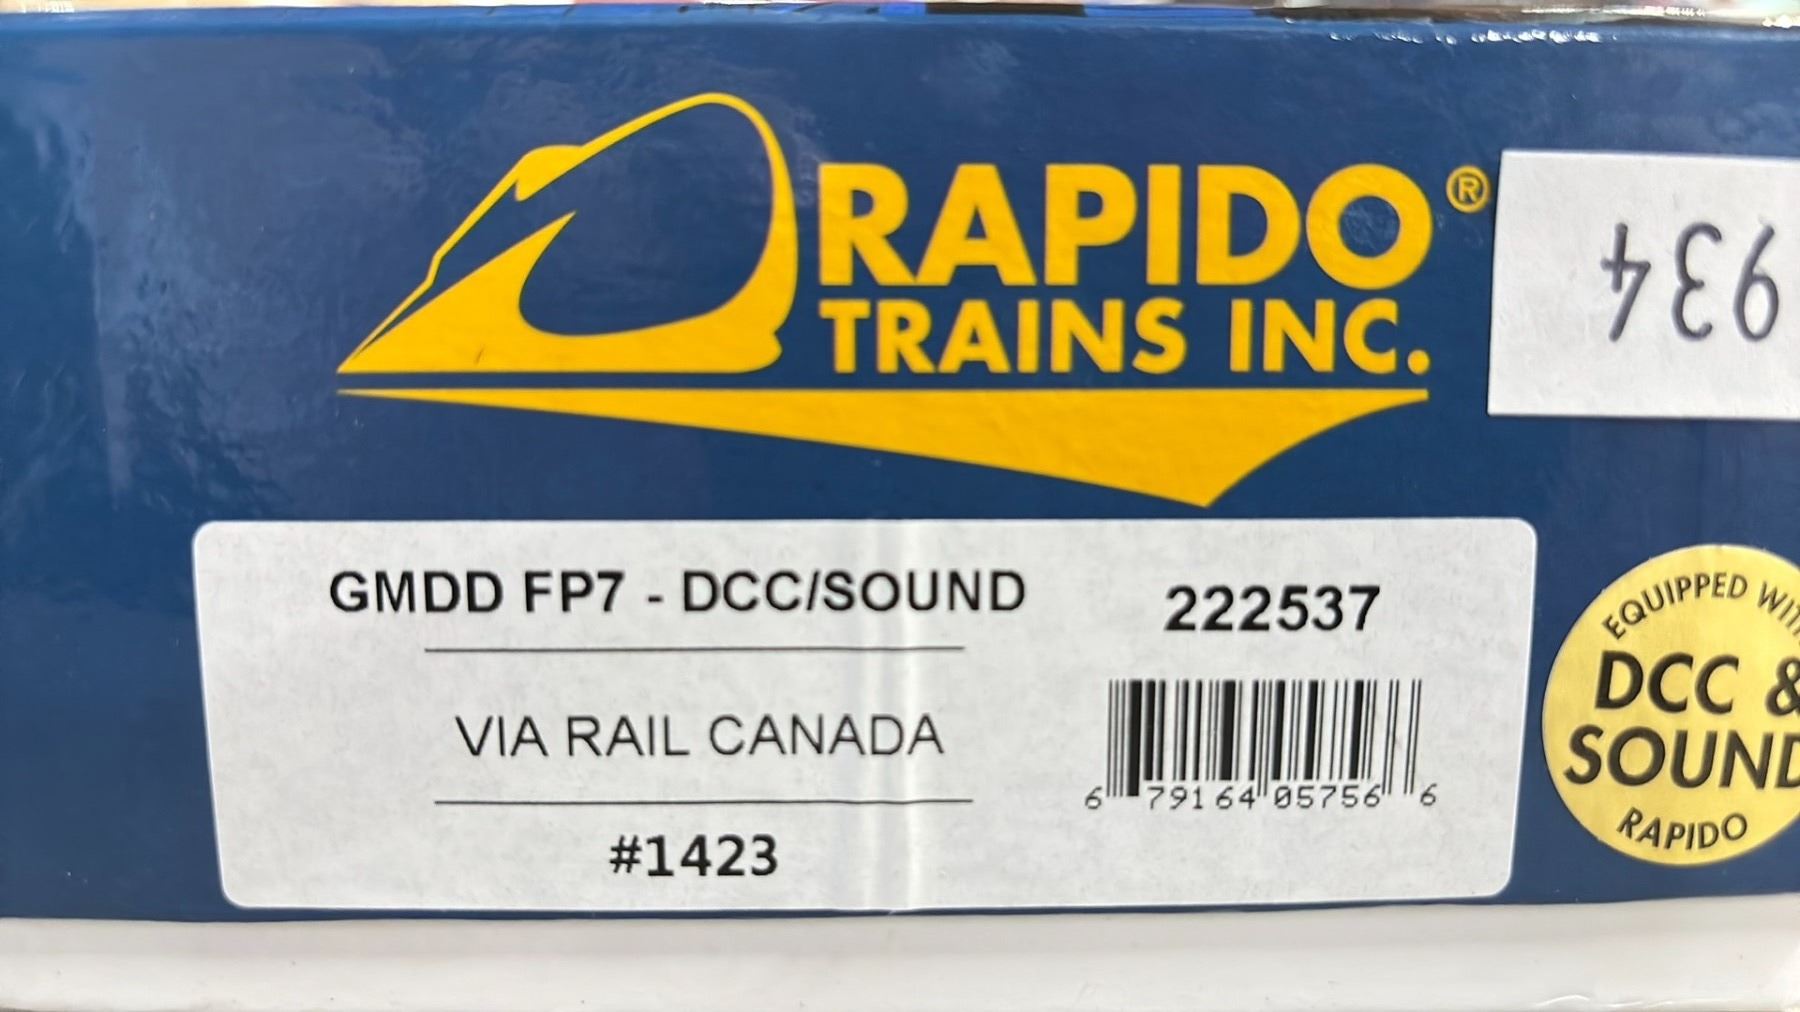 RAPIDO®
TRAINS INC.
934
GMDD FP7 - DCC/SOUND
222537
VIA RAIL CANADA
#1423
6 79164 05756 6
EQUIPPED WITH
DCC &
SOUND
RAPIDO